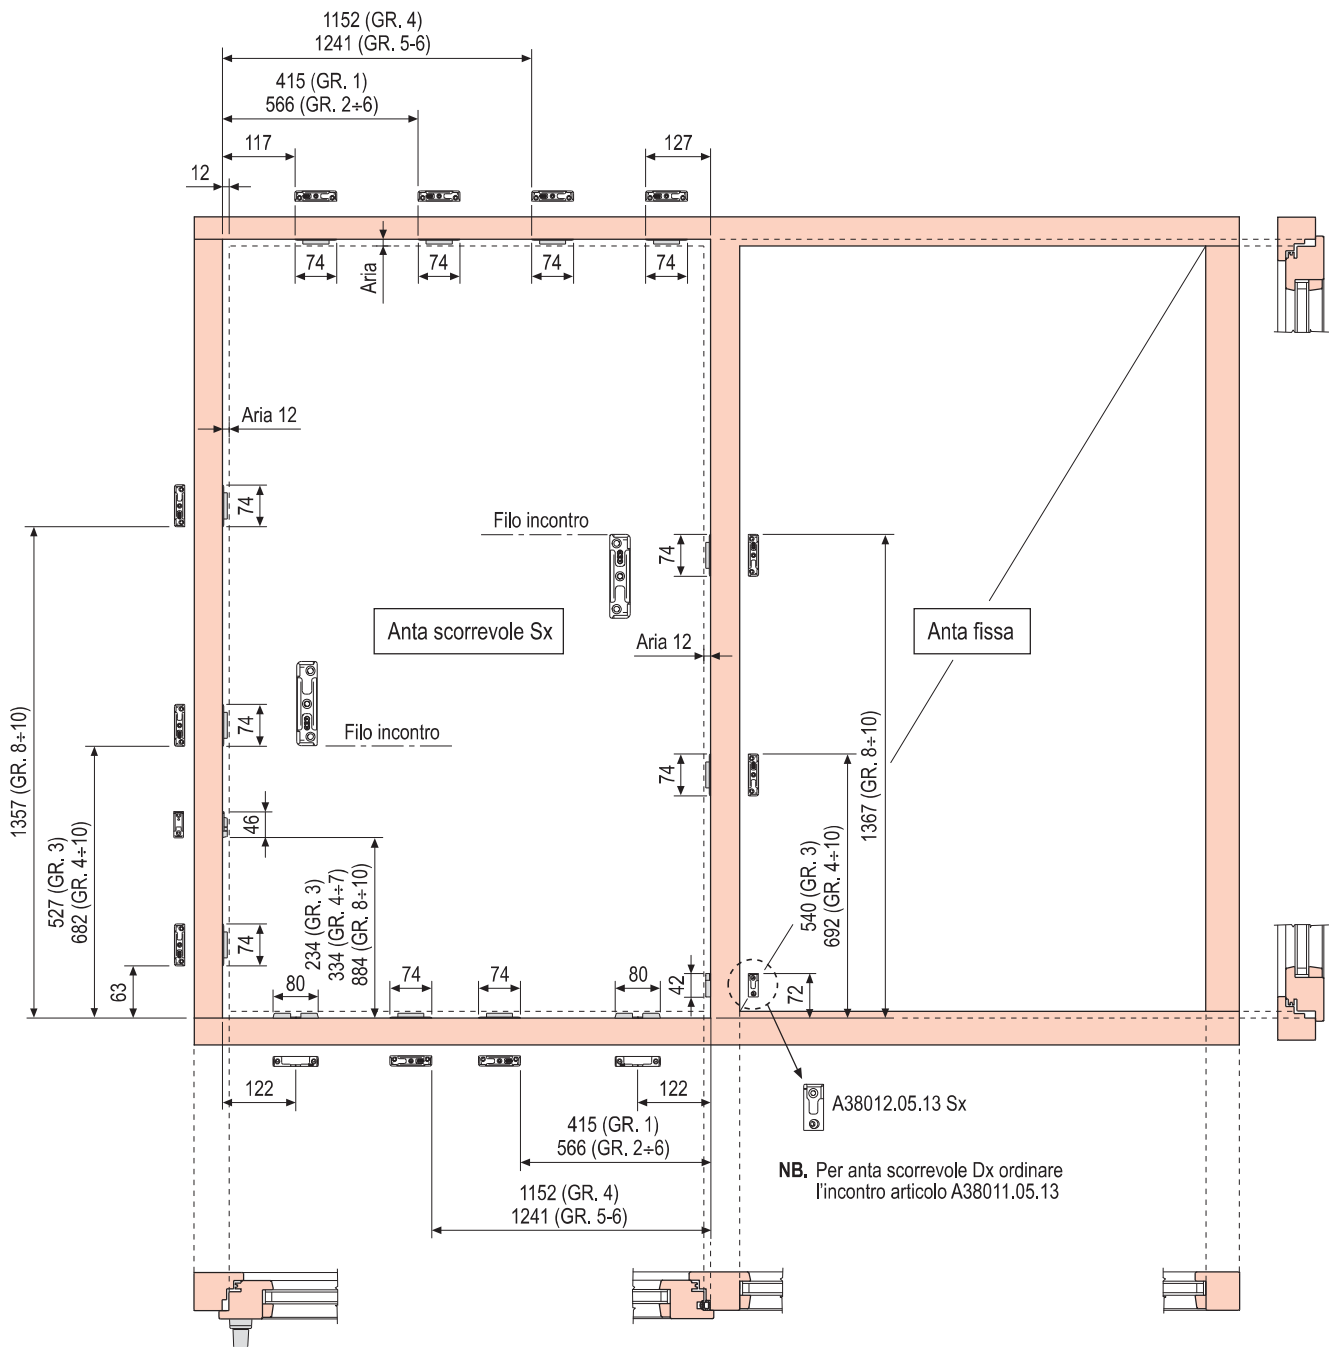 1152 (GR. 4)
1241 (GR. 5-6)
415 (GR. 1)
566 (GR. 2÷6)
117
127
12
74
74
74
74
Aria
Aria 12
74
Filo incontro
74
Anta scorrevole Sx
Anta fissa
Aria 12
1357 (GR. 8÷10)
74
Filo incontro
1367 (GR. 8÷10)
74
46
527 (GR. 3)
682 (GR. 4÷10)
540 (GR. 3)
692 (GR. 4÷10)
234 (GR. 3)
334 (GR. 4÷7)
884 (GR. 8÷10)
74
63
80
74
74
80
42
72
122
122
A38012.05.13 Sx
415 (GR. 1)
566 (GR. 2÷6)
NB. Per anta scorrevole Dx ordinare
l'incontro articolo A38011.05.13
1152 (GR. 4)
1241 (GR. 5-6)